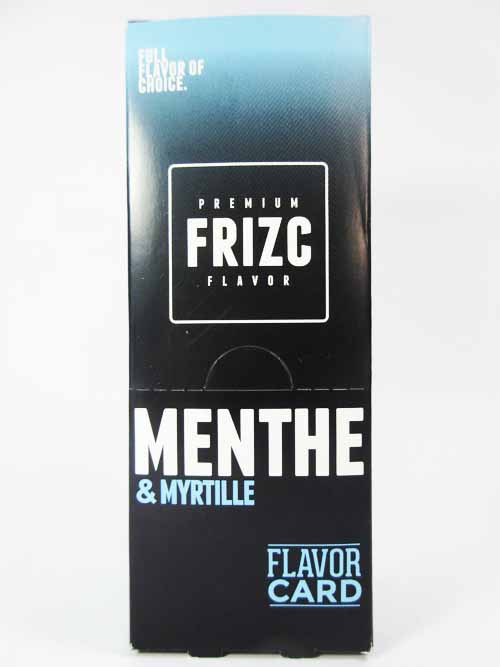 FULL
FLAVOR OF
CHOICE.
PREMIUM
FRIZC
FLAVOR
MENTHE
& MYRTILLE
FLAVOR
CARD